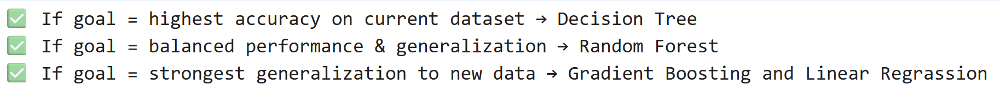 ✅ If goal = highest accuracy on current dataset → Decision Tree
✅ If goal = balanced performance & generalization → Random Forest
✅ If goal = strongest generalization to new data → Gradient Boosting and Linear Regrassion